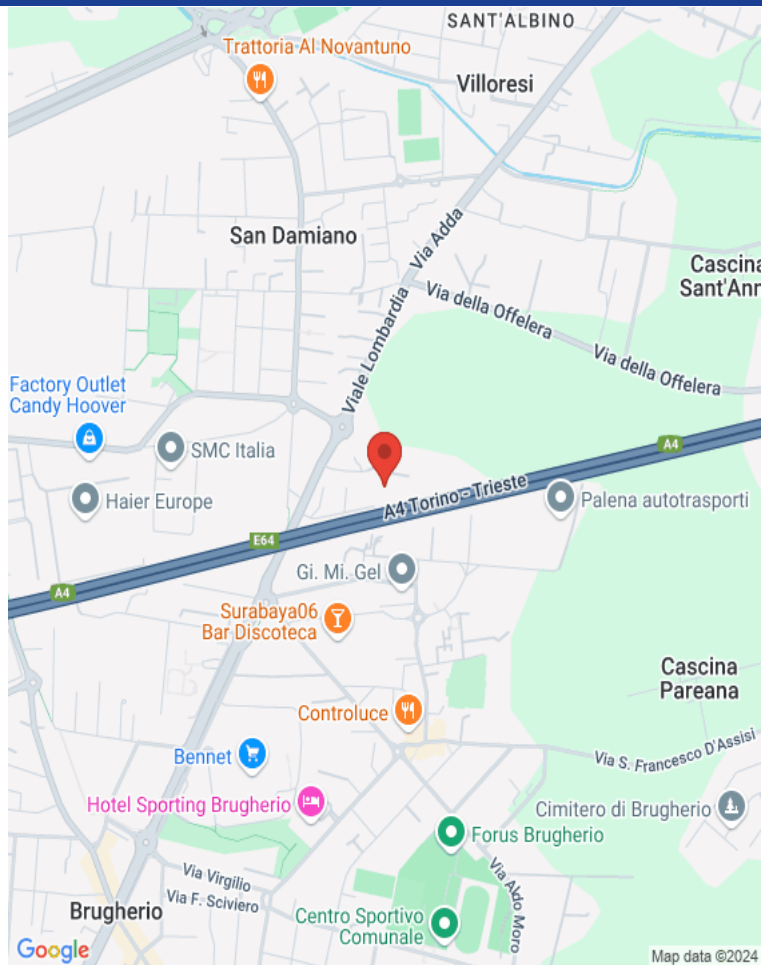 SANT'ALBINO
Trattoria Al Novantuno
Villoresi
San Damiano
Via Adda
Cascina
Sant'Ann
Via della Offelera
Viale Lombardia
Via della Offelera
Factory Outlet
Candy Hoover
SMC Italia
A4
Haier Europe
A4 Torino - Trieste
Palena autotrasporti
E64
Gi. Mi. Gel
A4
Surabaya06
Bar Discoteca
Cascina
Pareana
Controluce
Bennet
Via S. Francesco D'Assisi
Hotel Sporting Brugherio
Cimitero di Brugherio
Forus Brugherio
Via Virgilio
Via Aldo Moro
Via F. Sciviero
Brugherio
Centro Sportivo
Comunale
Google
Map data ©2024